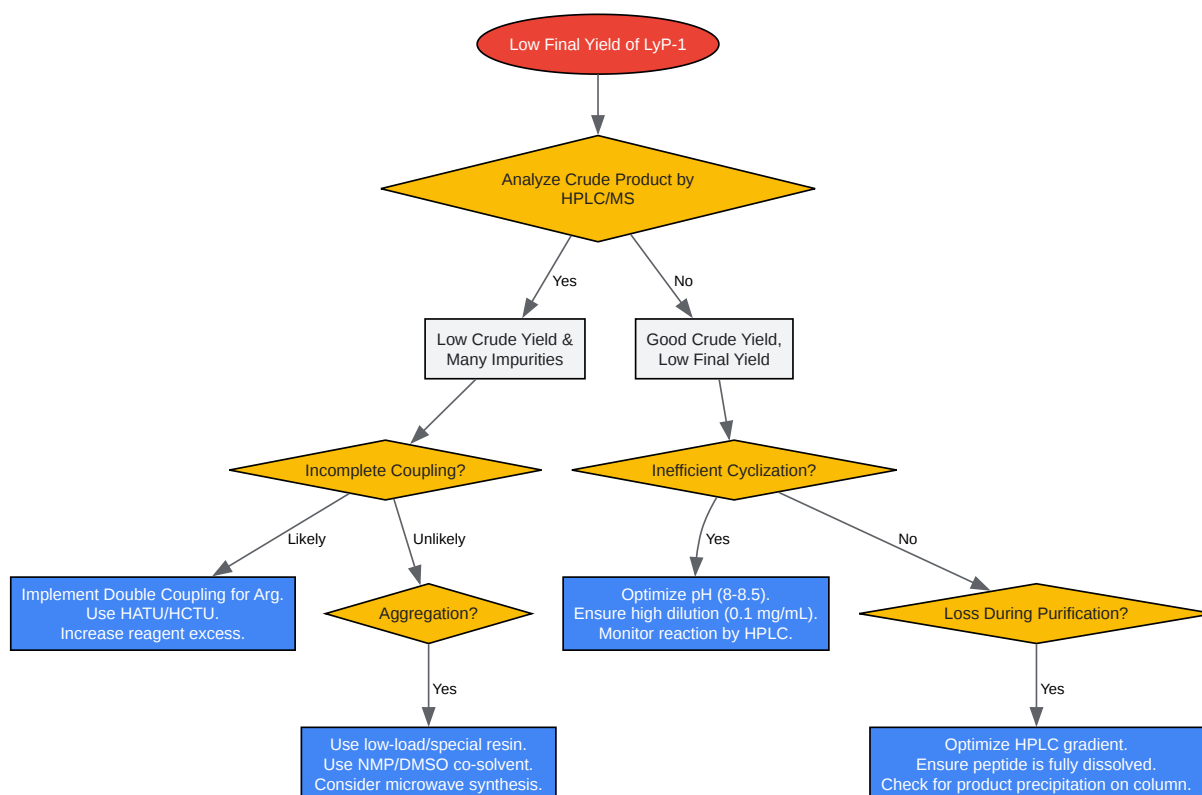 Low Final Yield of LyP-1
Analyze Crude Product by
HPLC/MS
Yes
No
Low Crude Yield &
Many Impurities
Good Crude Yield,
Low Final Yield
Incomplete Coupling?
Inefficient Cyclization?
Likely
Unlikely
Yes
No
Implement Double Coupling for Arg.
Use HATU/HCTU.
Increase reagent excess.
Aggregation?
Optimize pH (8-8.5).
Ensure high dilution (0.1 mg/mL).
Monitor reaction by HPLC.
Loss During Purification?
Yes
Yes
Use low-load/special resin.
Use NMP/DMSO co-solvent.
Consider microwave synthesis.
Optimize HPLC gradient.
Ensure peptide is fully dissolved.
Check for product precipitation on column.